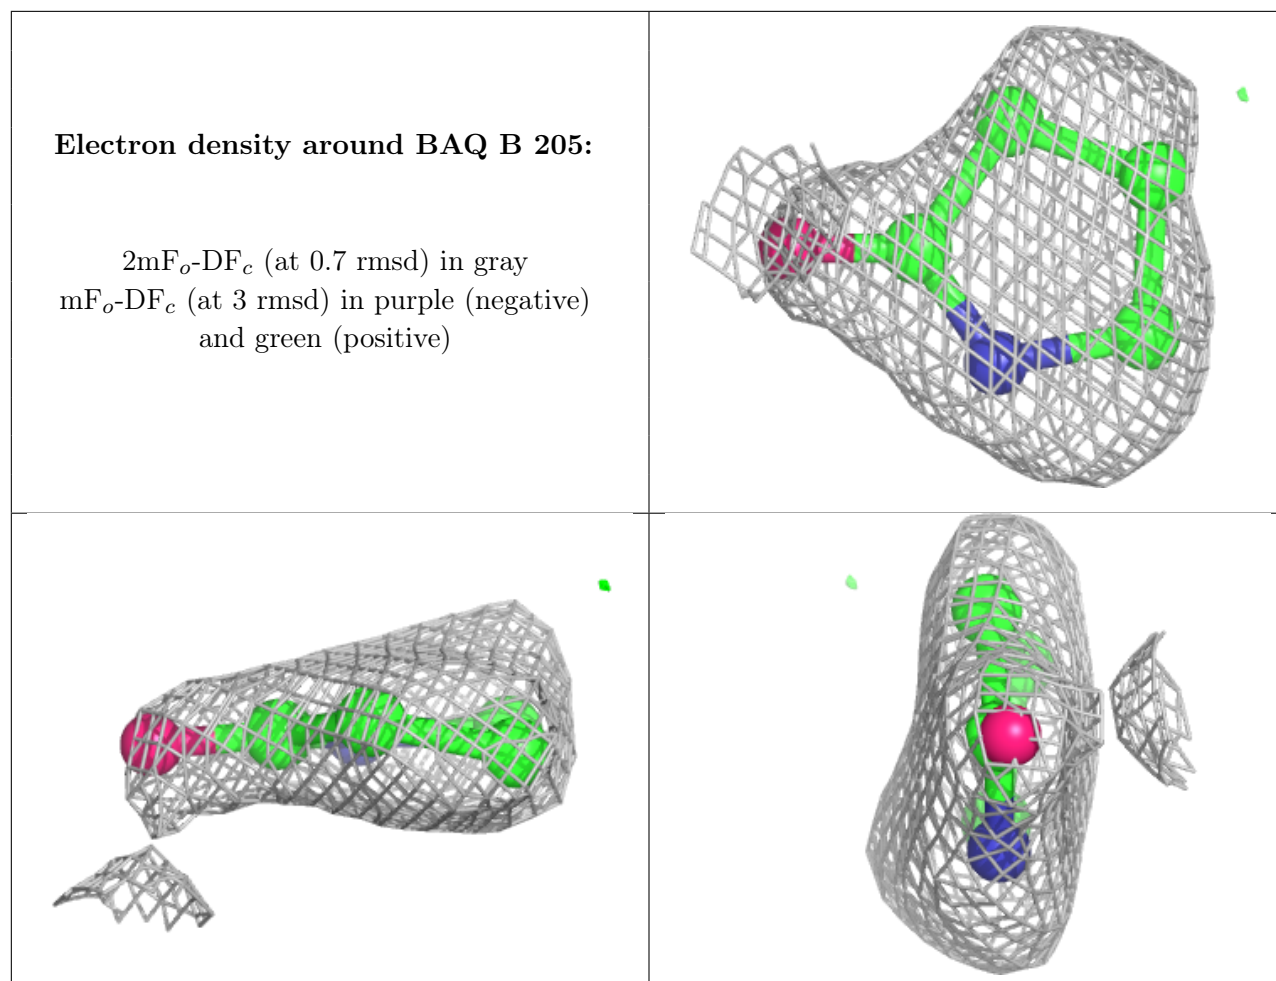 Electron density around BAQ B 205:
2mFo-DFc (at 0.7 rmsd) in gray
mFo-DFc (at 3 rmsd) in purple (negative)
and green (positive)